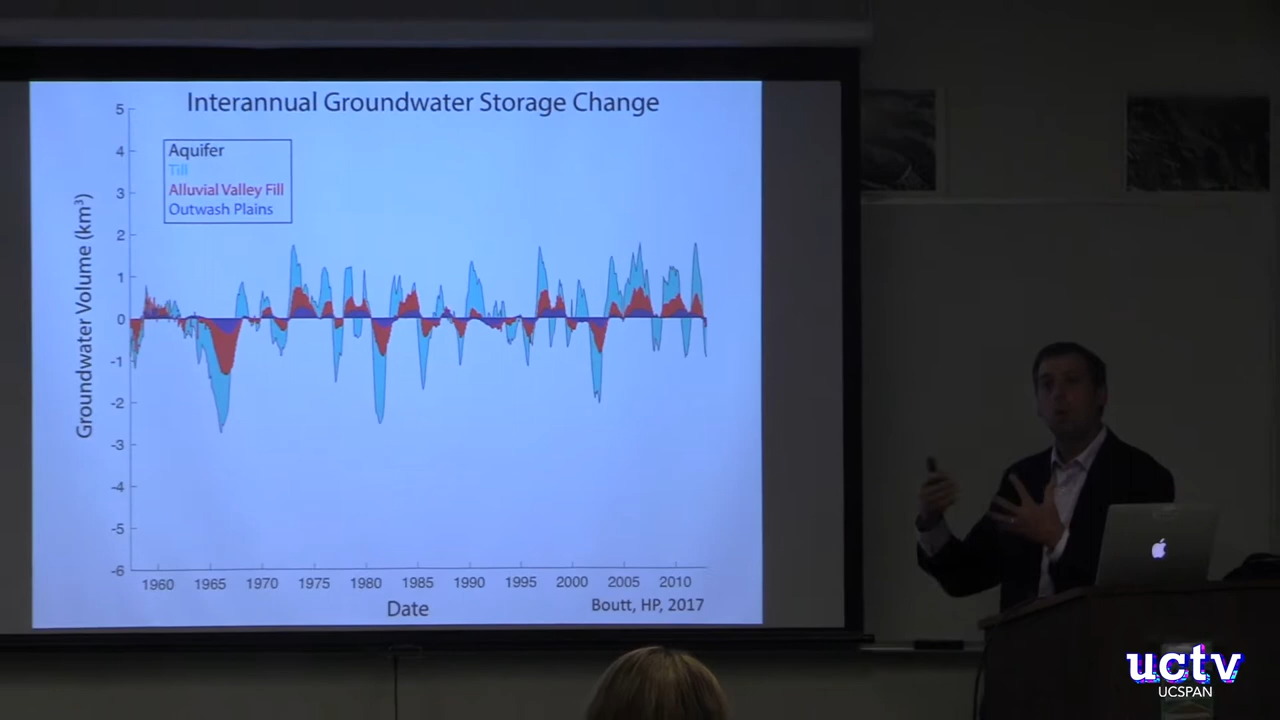 Interannual Groundwater Storage Change
Aquifer
Till
Alluvial Valley Fill
Outwash Plains
Groundwater Volume (km³)
5
4
3
2
1
0
-1
-2
-3
-4
-5
-6
1960 1965 1970 1975 1980 1985 1990 1995 2000 2005 2010
Date
Boutt, HP, 2017
uctv
UCSPAN